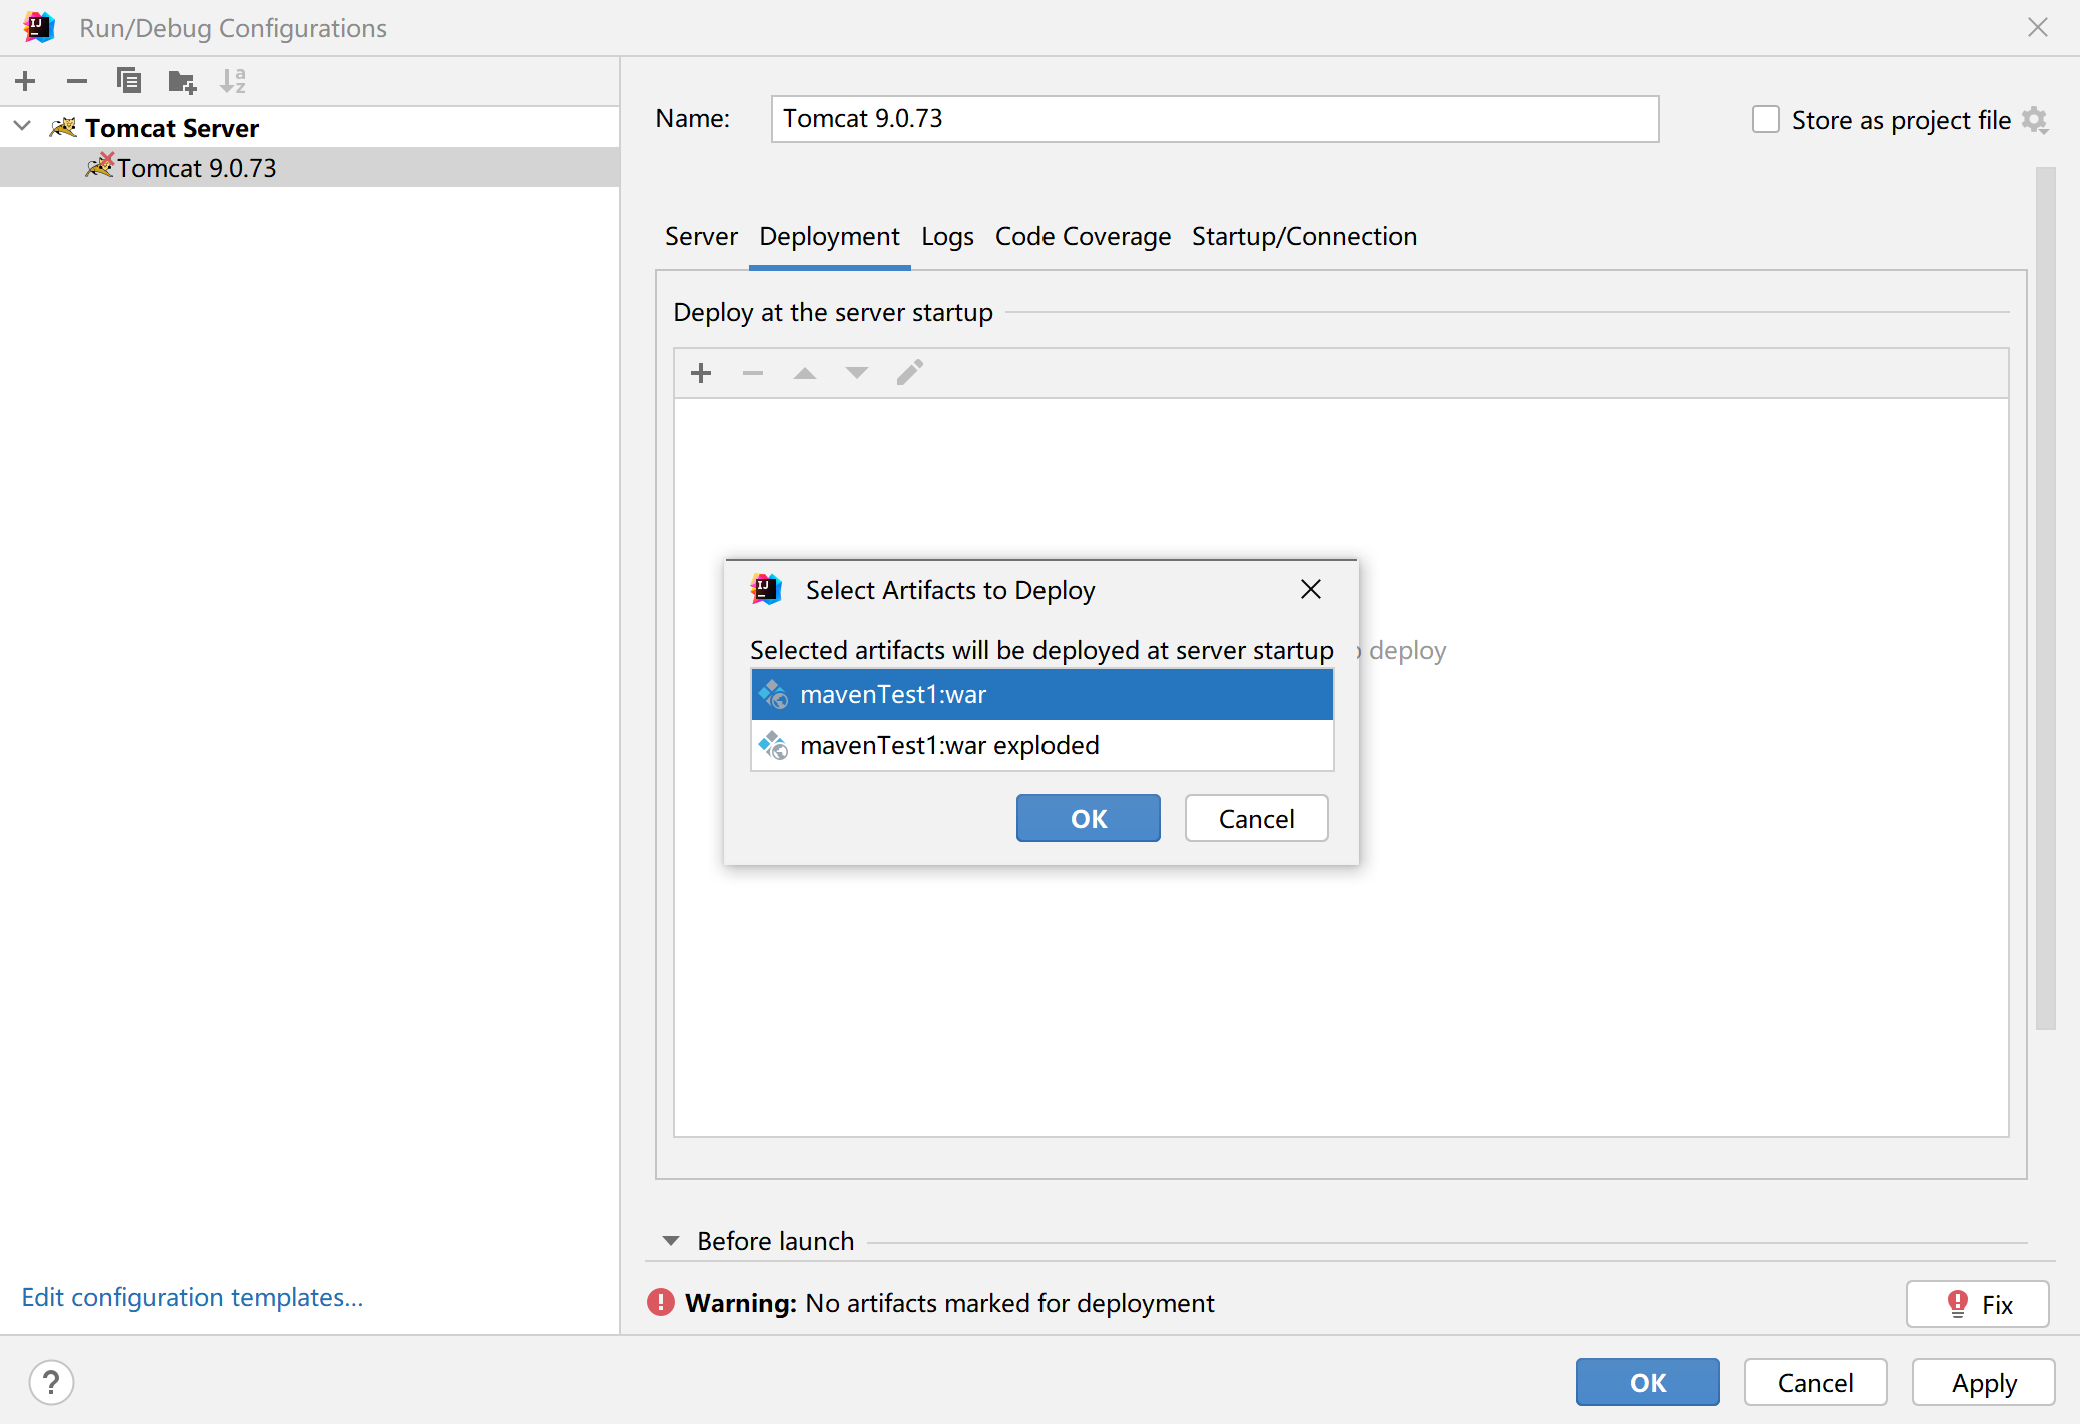 Run/Debug Configurations
Tomcat Server
Tomcat 9.0.73
Edit configuration templates...
Name: Tomcat 9.0.73
Store as project file
Server Deployment Logs Code Coverage Startup/Connection
Deploy at the server startup
Select Artifacts to Deploy
Selected artifacts will be deployed at server startup
deploy
mavenTest1:war
mavenTest1:war exploded
OK Cancel
Before launch
Warning: No artifacts marked for deployment
Fix
? OK Cancel Apply